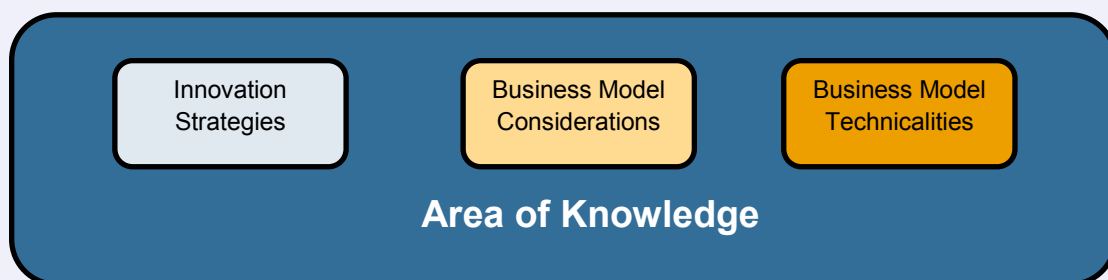 Innovation
Strategies
Business Model
Considerations
Business Model
Technicalities
Area of Knowledge